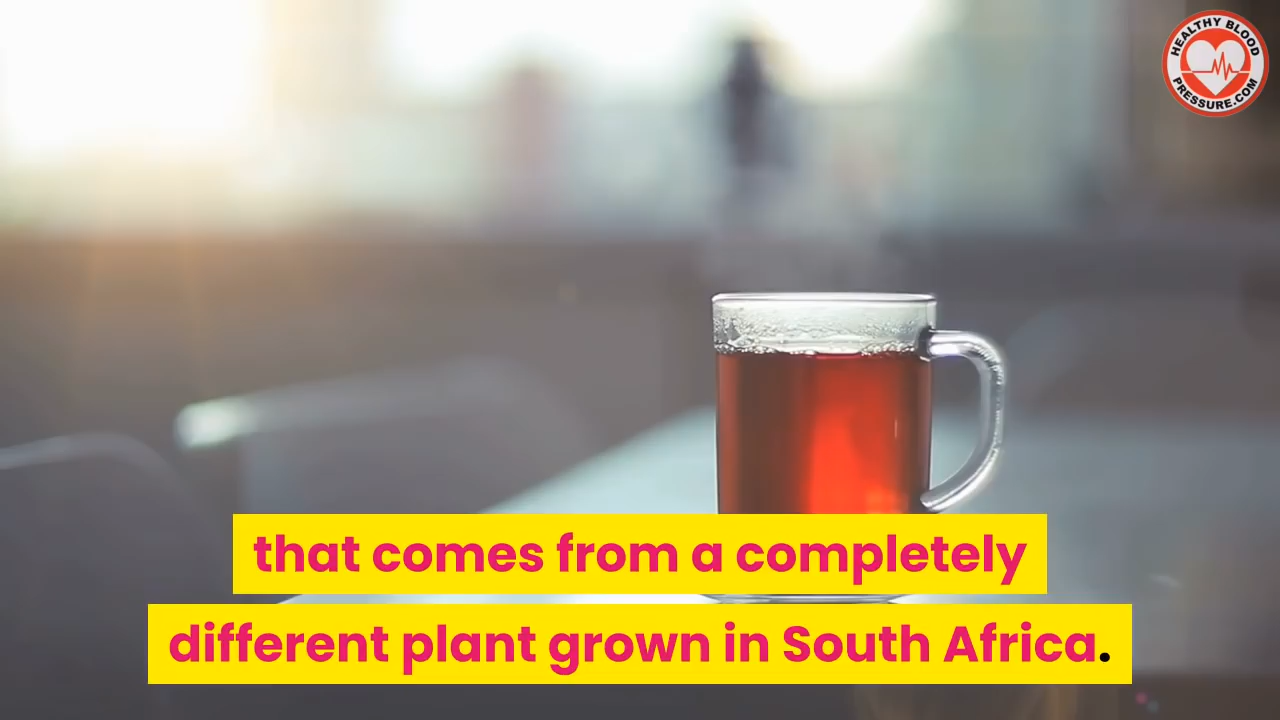 HEALTHY BLOOD
PRESSURE.COM
that comes from a completely
different plant grown in South Africa.